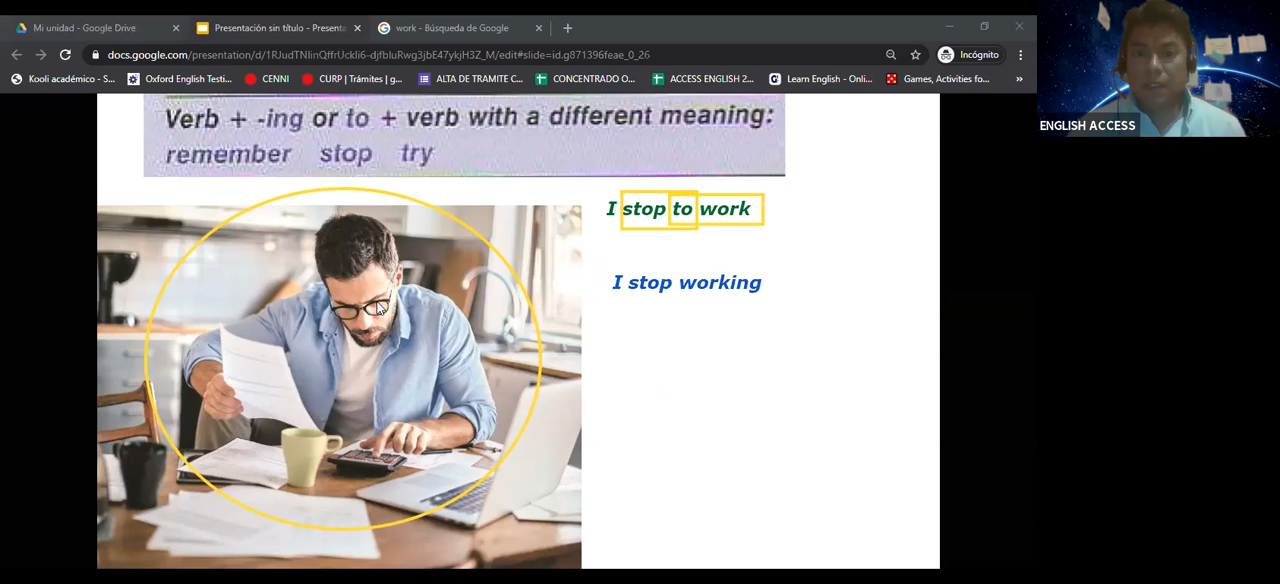 Mi unidad - Google Drive
Presentación sin título - Presenta
work - Búsqueda de Google
docs.google.com/presentation/d/1RJudTNlinQffrUckli6-djfbluRwg3jbE47ykjH3Z_M/edit#slide=id.g871396feae_0_26
Incógnito
Kooli académico - S...
Oxford English Testi...
CENNI
CURP | Trámites | g...
ALTA DE TRAMITE C...
CONCENTRADO O...
ACCESS ENGLISH 2...
Learn English - Onli...
Games, Activities fo...
»
ENGLISH ACCESS
Verb + -ing or to + verb with a different meaning:
remember stop try
I stop to work
I stop working